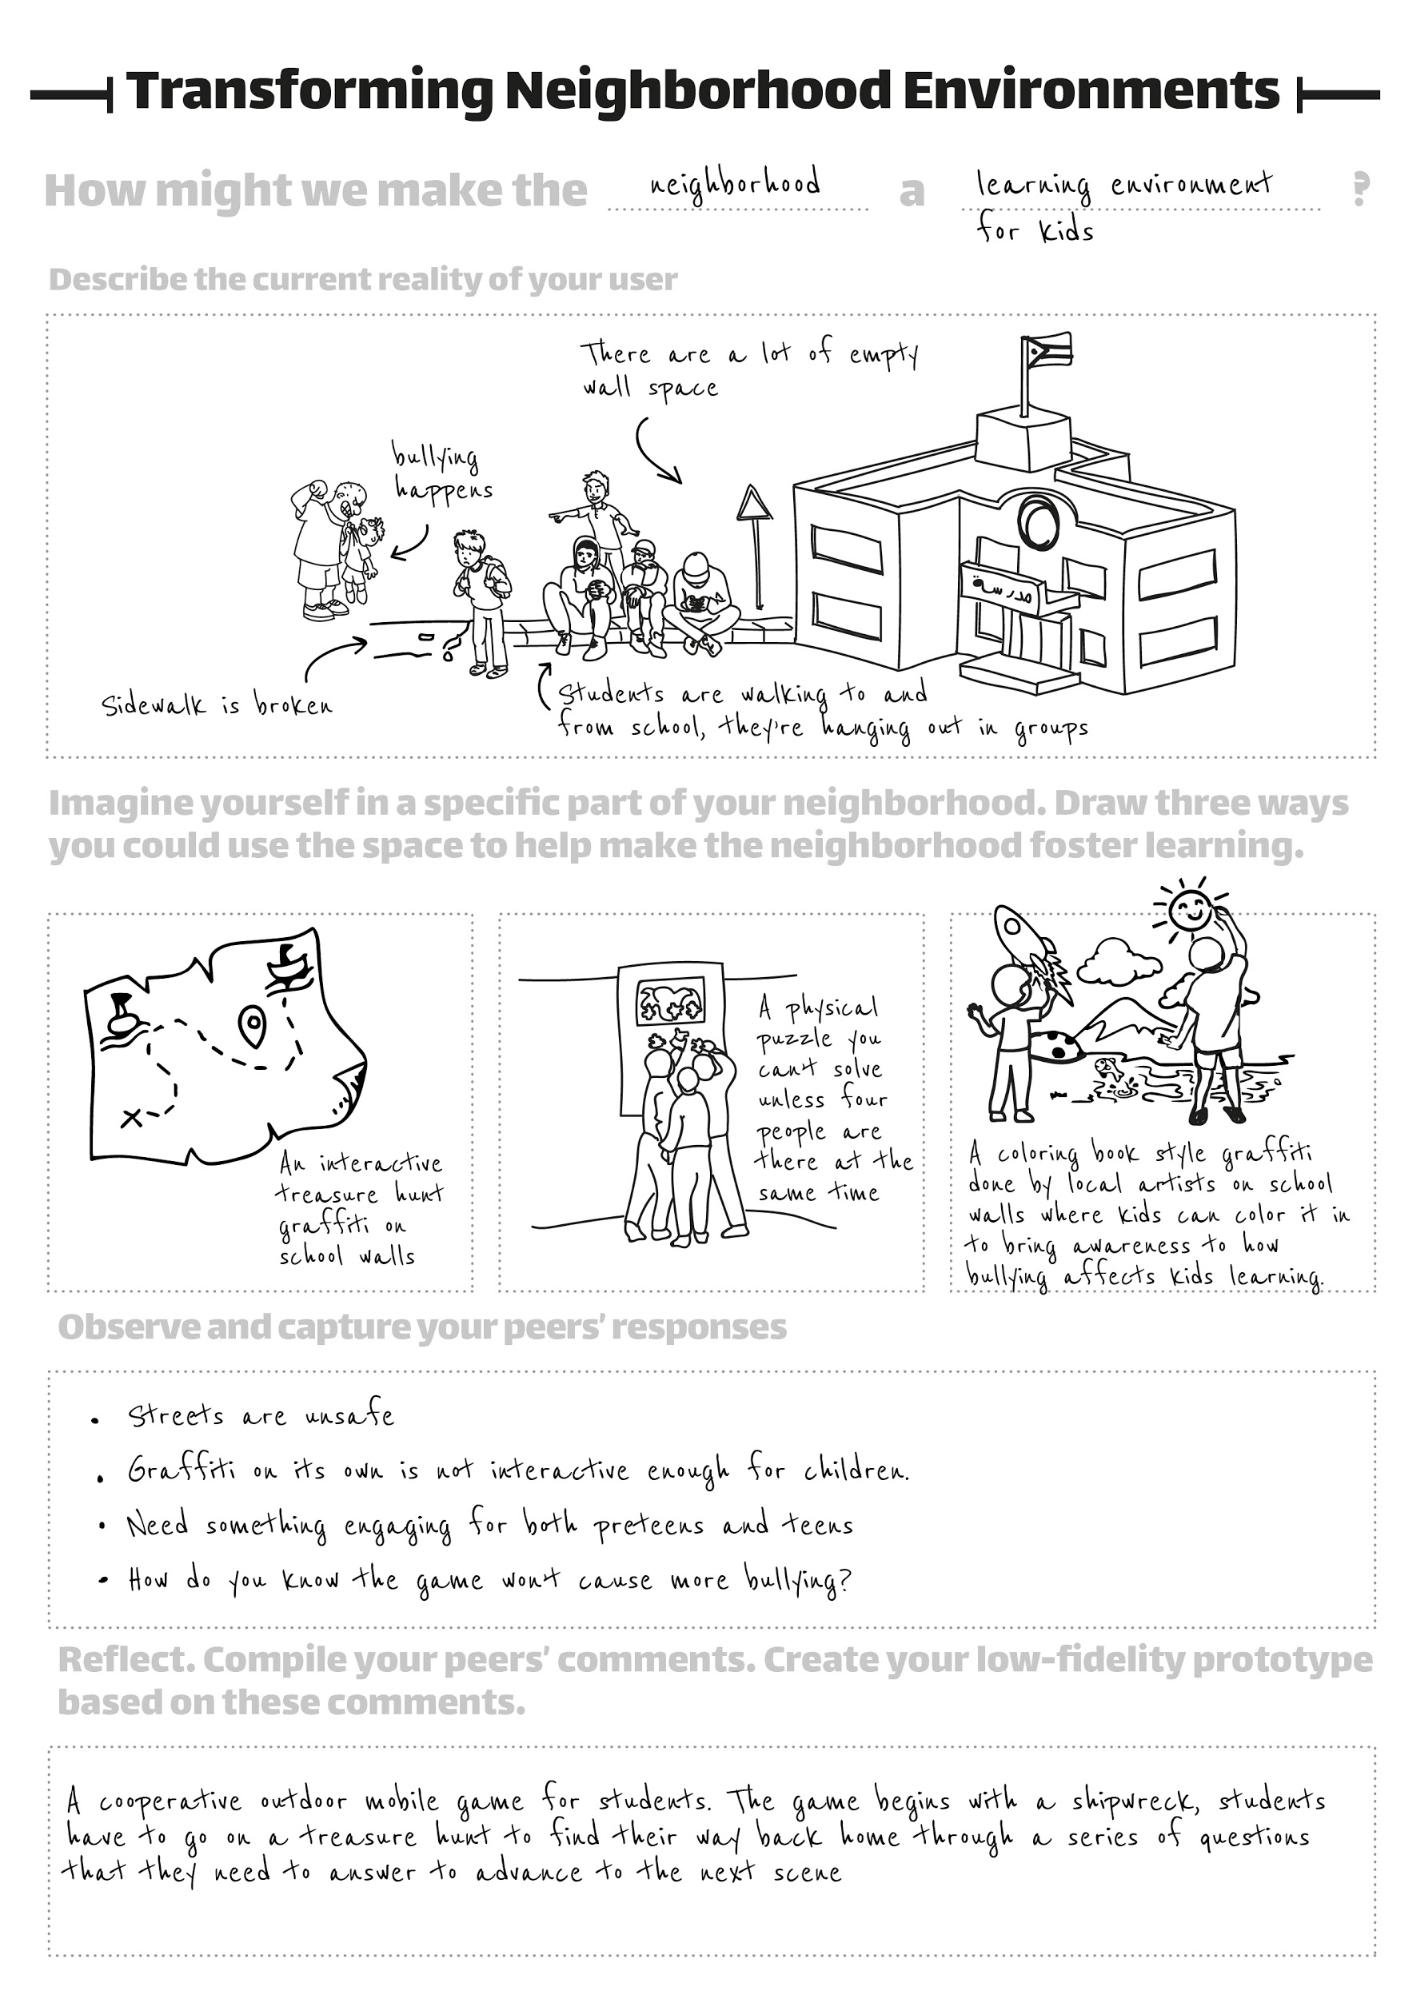 Transforming Neighborhood Environments
How might we make the neighborhood a learning environment ?
for kids
Describe the current reality of your user
There are a lot of empty
wall space
bullying
happens
مدرسة
Sidewalk is broken
Students are walking to and
from school, they're hanging out in groups
Imagine yourself in a specific part of your neighborhood. Draw three ways
you could use the space to help make the neighborhood foster learning.
An interactive
treasure hunt
graffiti on
school walls
A physical
puzzle you
can't solve
unless four
people are
there at the
same time
A coloring book style graffiti
done by local artists on school
walls where kids can color it in
to bring awareness to how
bullying affects kids learning.
Observe and capture your peers' responses
• Streets are unsafe
• Graffiti on its own is not interactive enough for children.
• Need something engaging for both preteens and teens
• How do you know the game won't cause more bullying?
Reflect. Compile your peers' comments. Create your low-fidelity prototype
based on these comments.
A cooperative outdoor mobile game for students. The game begins with a shipwreck, students
have to go on a treasure hunt to find their way back home through a series of questions
that they need to answer to advance to the next scene